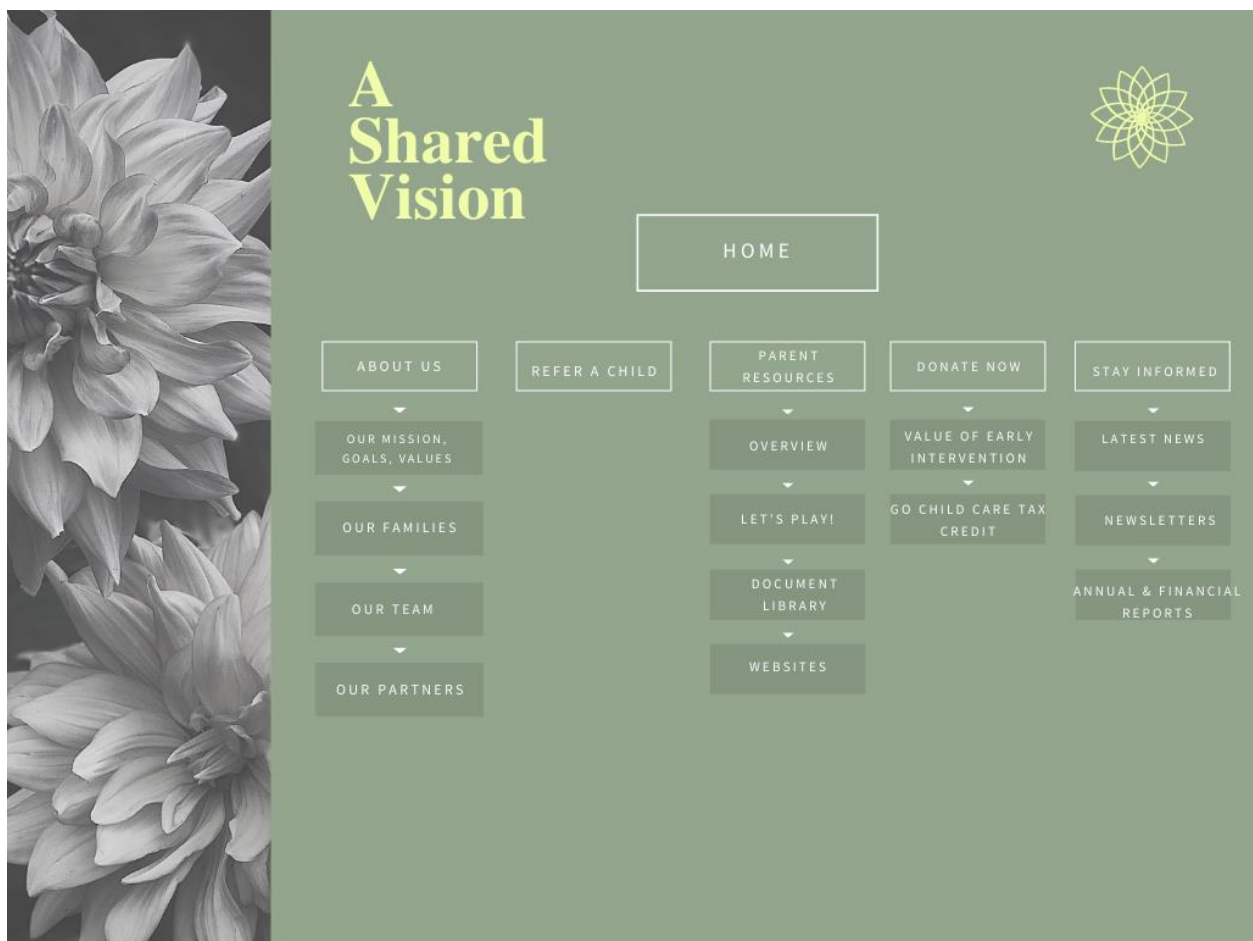 A
Shared
Vision
HOME
ABOUT US
OUR MISSION,
GOALS, VALUES
OUR FAMILIES
OUR TEAM
OUR PARTNERS
REFER A CHILD
PARENT
RESOURCES
OVERVIEW
LET'S PLAY!
DOCUMENT
LIBRARY
WEBSITES
DONATE NOW
VALUE OF EARLY
INTERVENTION
GO CHILD CARE TAX
CREDIT
STAY INFORMED
LATEST NEWS
NEWSLETTERS
ANNUAL & FINANCIAL
REPORTS